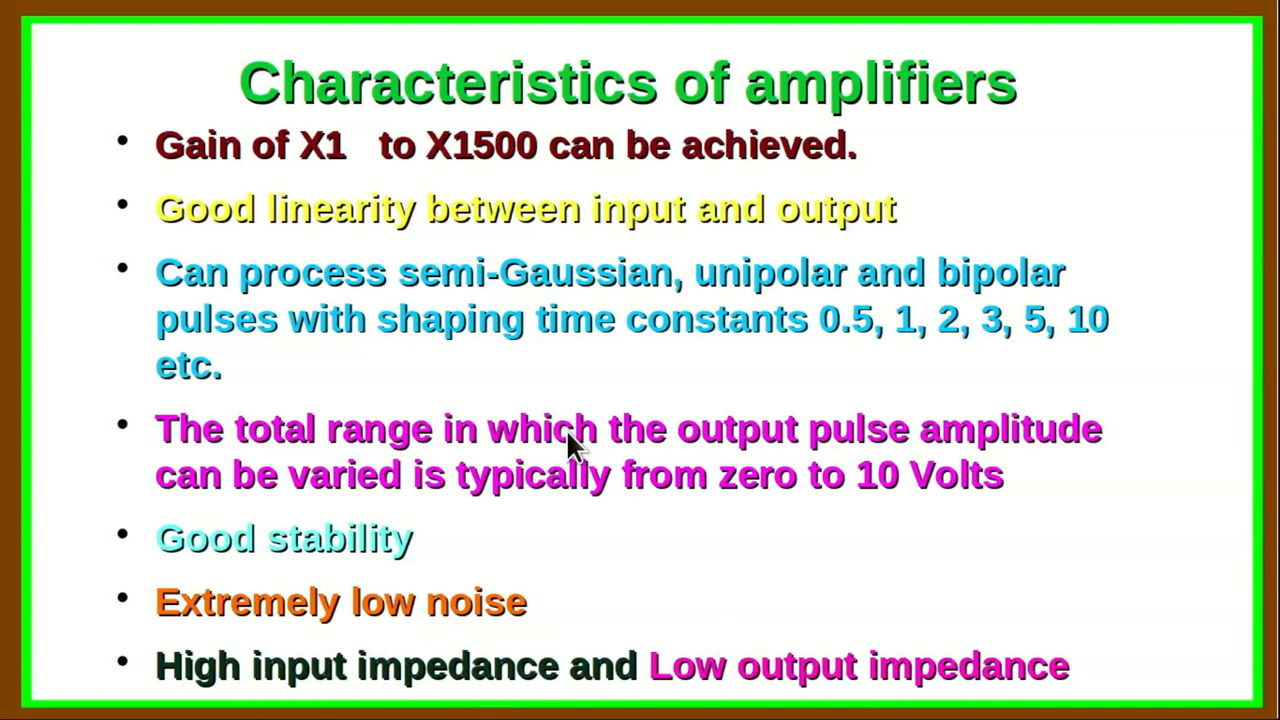 Characteristics of amplifiers
• Gain of X1 to X1500 can be achieved.
• Good linearity between input and output
• Can process semi-Gaussian, unipolar and bipolar
pulses with shaping time constants 0.5, 1, 2, 3, 5, 10
etc.
• The total range in which the output pulse amplitude
can be varied is typically from zero to 10 Volts
• Good stability
• Extremely low noise
• High input impedance and Low output impedance